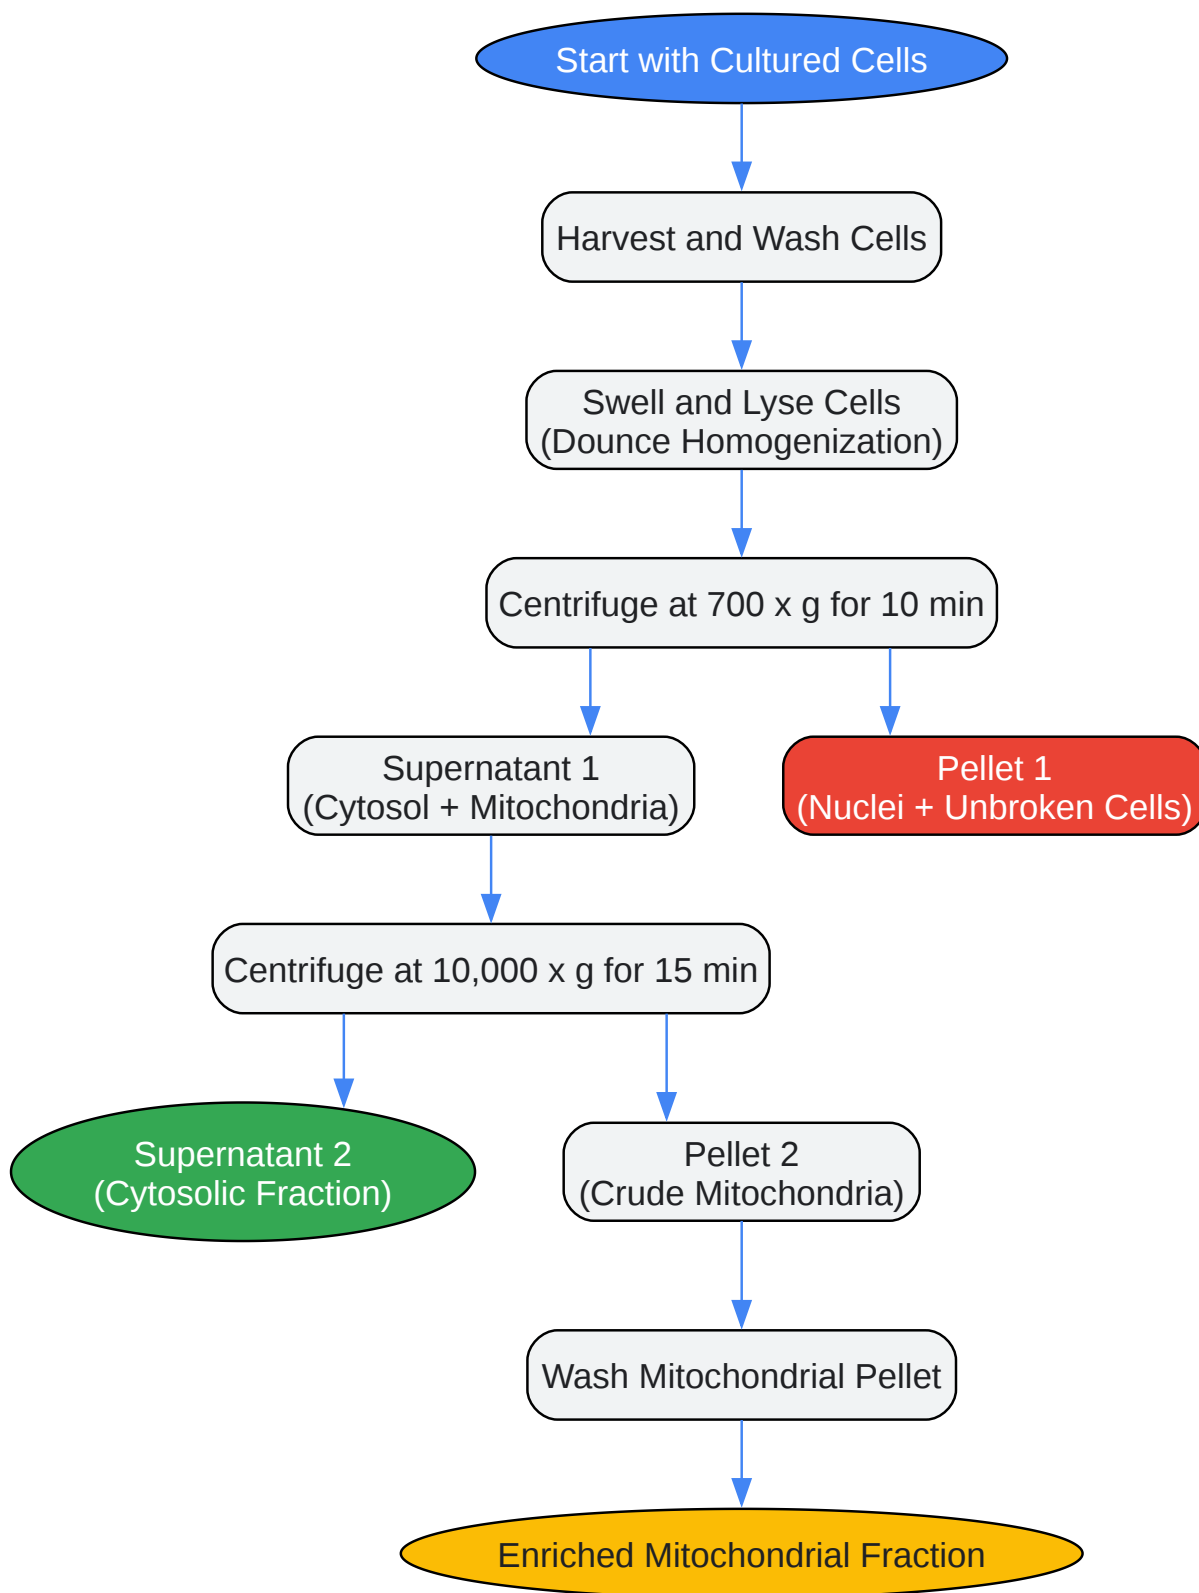 Start with Cultured Cells
Harvest and Wash Cells
Swell and Lyse Cells
(Dounce Homogenization)
Centrifuge at 700 x g for 10 min
Supernatant 1
(Cytosol + Mitochondria)
Pellet 1
(Nuclei + Unbroken Cells)
Centrifuge at 10,000 x g for 15 min
Supernatant 2
(Cytosolic Fraction)
Pellet 2
(Crude Mitochondria)
Wash Mitochondrial Pellet
Enriched Mitochondrial Fraction